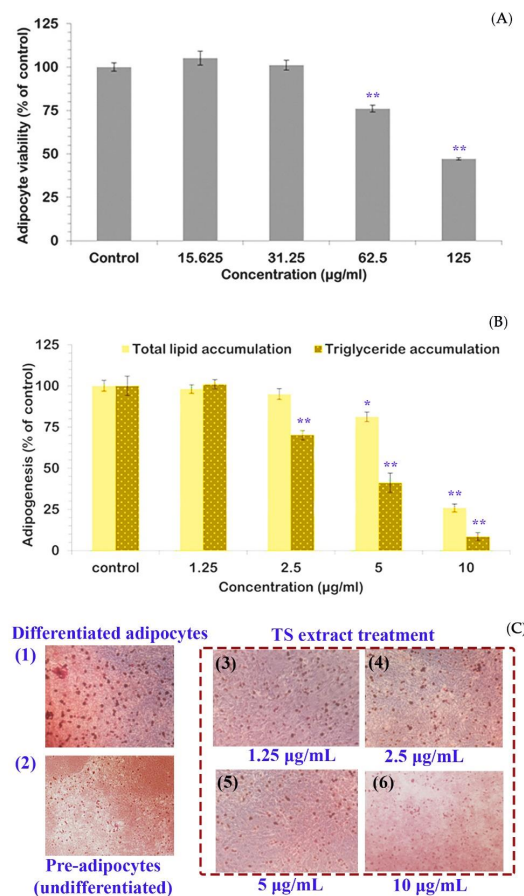 (A)
Adipocyte viability (% of control)
125
100
75
50
25
0
**
**
Control 15.625 31.25 62.5 125
Concentration (µg/ml)
(B)
Total lipid accumulation Triglyceride accumulation
Adipogenesis (% of control)
125
100
75
50
25
0
**
*
**
**
**
control 1.25 2.5 5 10
Concentration (µg/ml)
(C)
Differentiated adipocytes TS extract treatment
(1)
(3) (4)
1.25 µg/mL 2.5 µg/mL
(2)
(5) (6)
Pre-adipocytes
(undifferentiated)
5 µg/mL 10 µg/mL